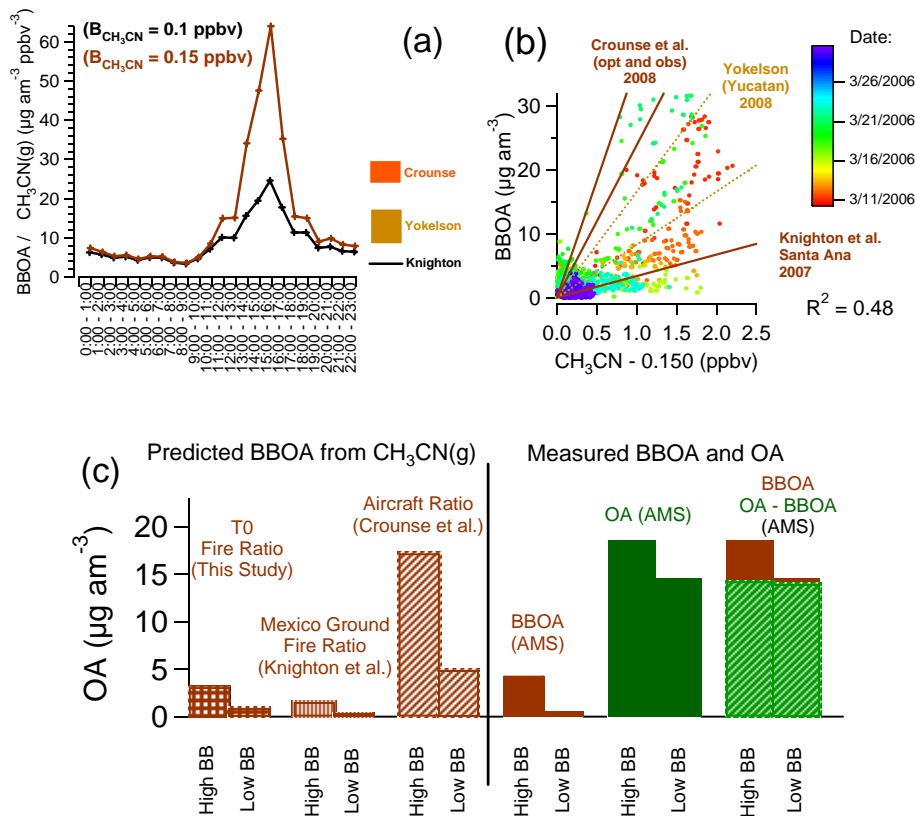 (B_CH₃CN = 0.1 ppbv)
(B_CH₃CN = 0.15 ppbv)
(a)
BBOA / CH₃CN(g) (µg am⁻³ ppbv⁻³)
60
50
40
30
20
10
0
Crounse
Yokelson
Knighton
0:00 - 1:00
1:00 - 2:00
2:00 - 3:00
3:00 - 4:00
4:00 - 5:00
5:00 - 6:00
6:00 - 7:00
7:00 - 8:00
8:00 - 9:00
9:00 - 10:00
10:00 - 11:00
11:00 - 12:00
12:00 - 13:00
13:00 - 14:00
14:00 - 15:00
15:00 - 16:00
16:00 - 17:00
17:00 - 18:00
18:00 - 19:00
19:00 - 20:00
20:00 - 21:00
21:00 - 22:00
22:00 - 23:00
(b)
Crounse et al.
(opt and obs)
2008
Yokelson
(Yucatan)
2008
Date:
3/26/2006
3/21/2006
3/16/2006
3/11/2006
BBOA (µg am⁻³)
30
20
10
0
Knighton et al.
Santa Ana
2007
R² = 0.48
0.0 0.5 1.0 1.5 2.0 2.5
CH₃CN - 0.150 (ppbv)
(c)
Predicted BBOA from CH₃CN(g)
Measured BBOA and OA
OA (µg am⁻³)
20
15
10
5
0
T0
Fire Ratio
(This Study)
Mexico Ground
Fire Ratio
(Knighton et al.)
Aircraft Ratio
(Crounse et al.)
BBOA
(AMS)
OA (AMS)
BBOA
OA - BBOA
(AMS)
High BB
Low BB
High BB
Low BB
High BB
Low BB
High BB
Low BB
High BB
Low BB
High BB
Low BB